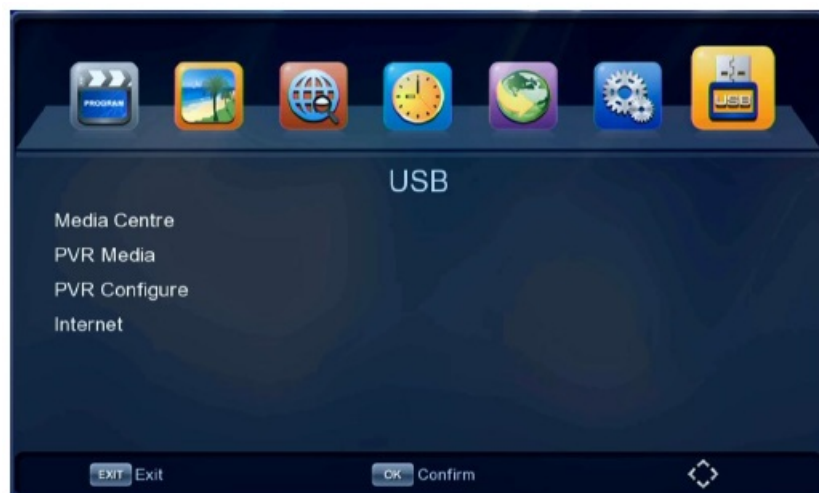 PROGRAM
USB
USB
Media Centre
PVR Media
PVR Configure
Internet
EXIT Exit
OK Confirm